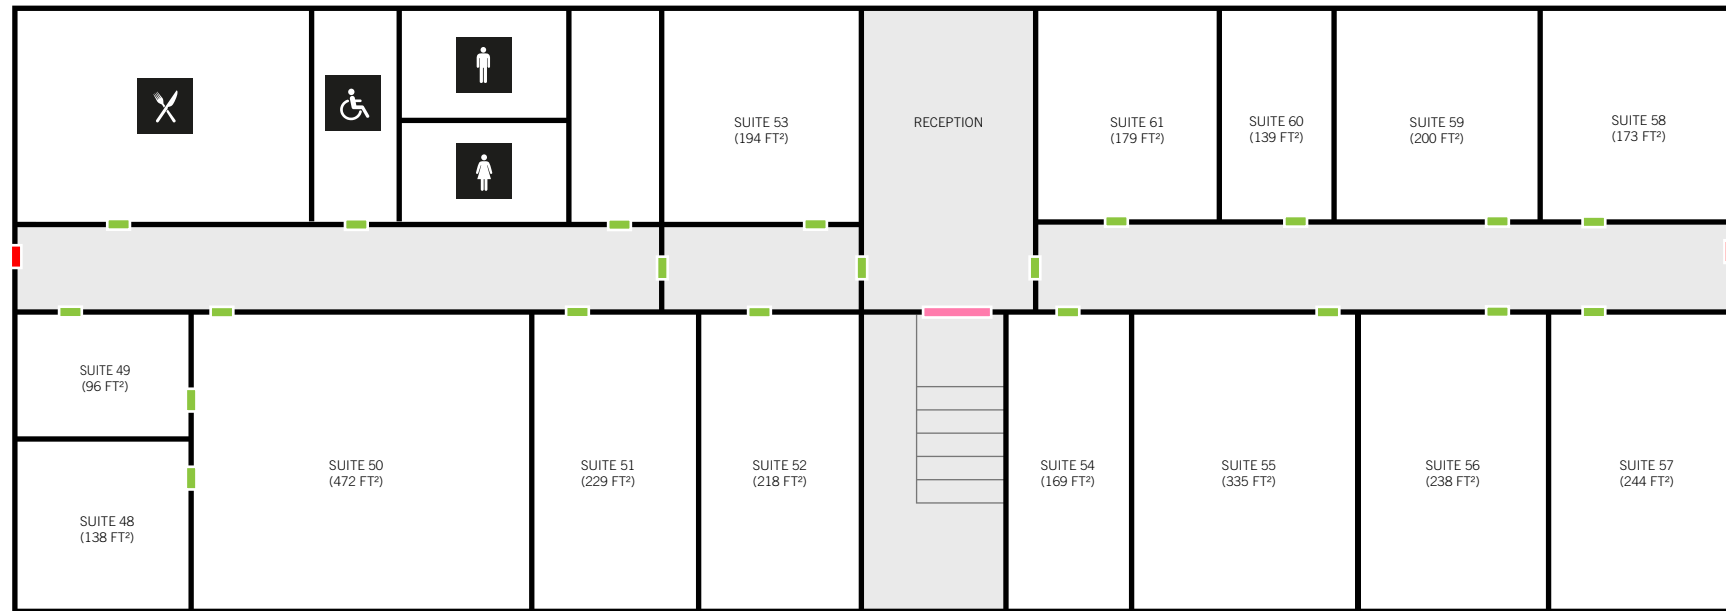 SUITE 53
(194 FT²)
RECEPTION
SUITE 61
(179 FT²)
SUITE 60
(139 FT²)
SUITE 59
(200 FT²)
SUITE 58
(173 FT²)
SUITE 49
(96 FT²)
SUITE 48
(138 FT²)
SUITE 50
(472 FT²)
SUITE 51
(229 FT²)
SUITE 52
(218 FT²)
SUITE 54
(169 FT²)
SUITE 55
(335 FT²)
SUITE 56
(238 FT²)
SUITE 57
(244 FT²)